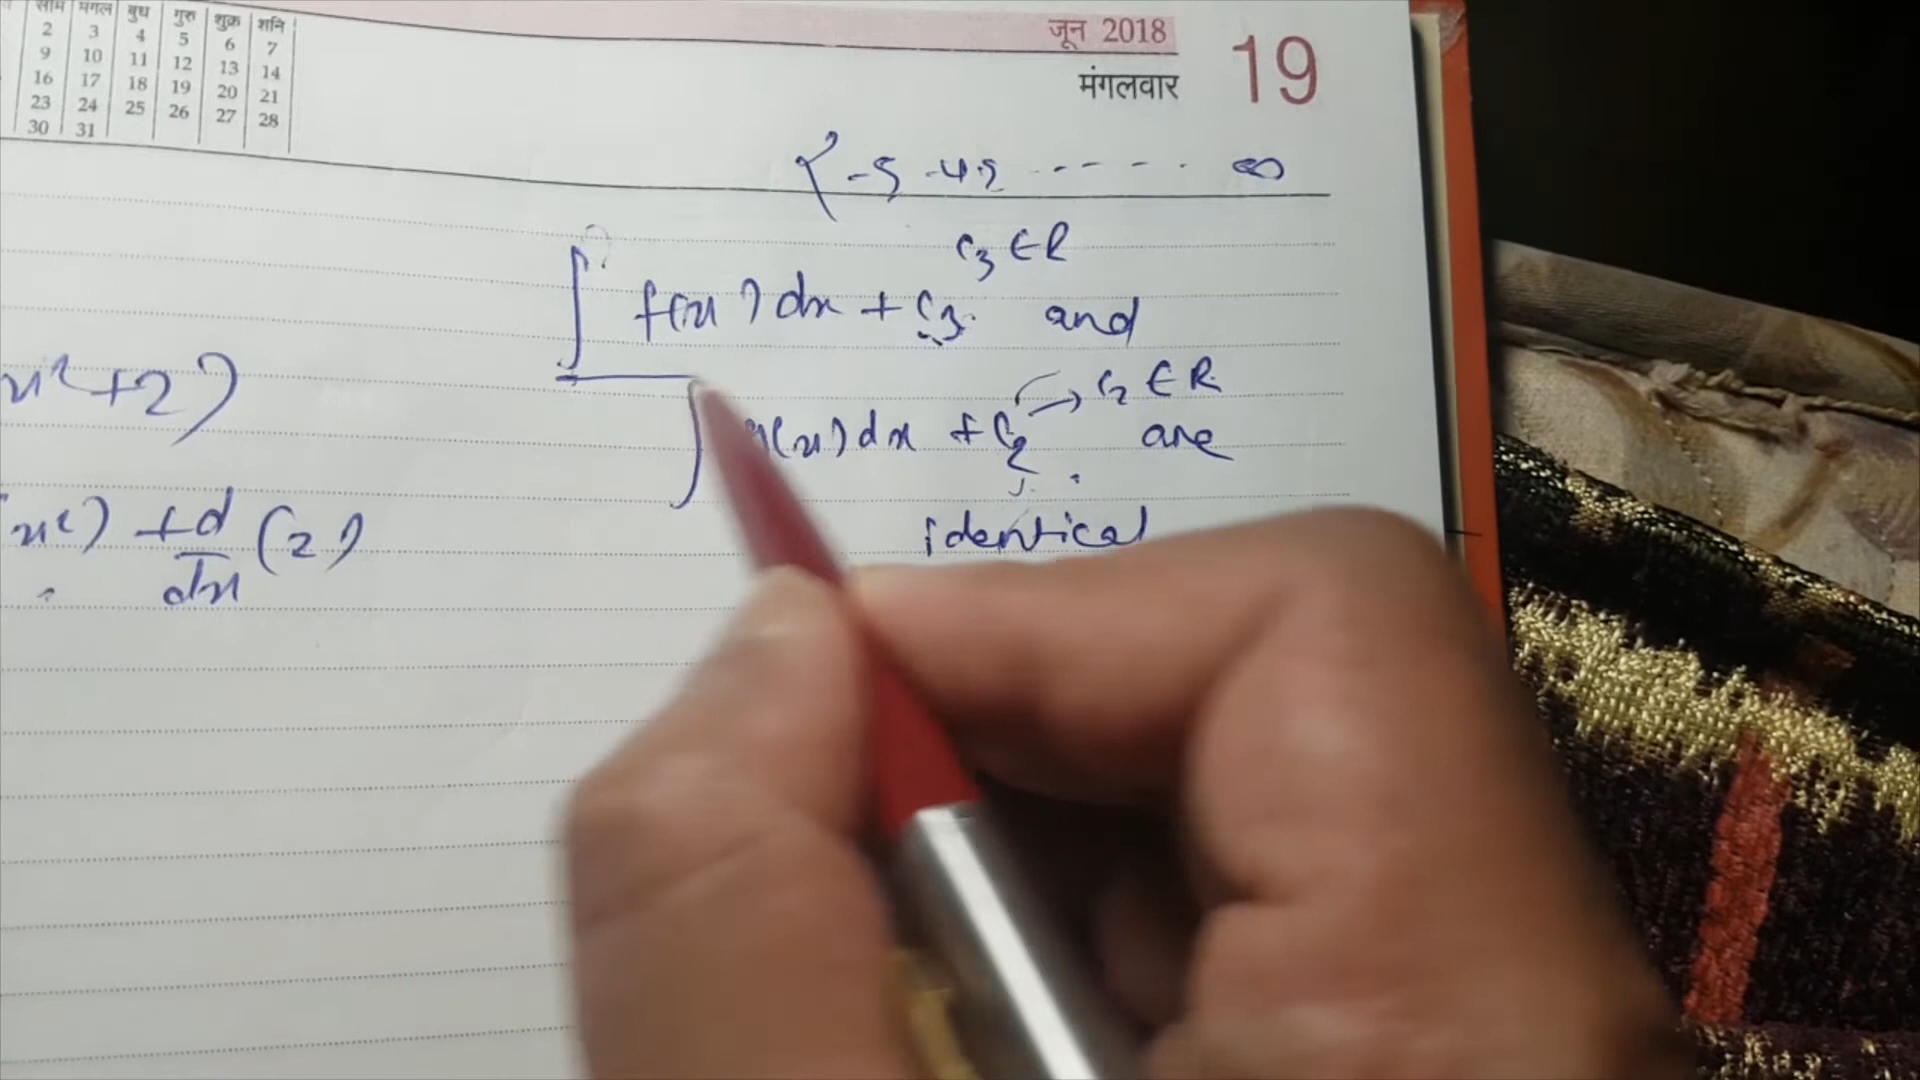 सोम मंगल बुध गुरु शुक्र शनि
2 3 4 5 6 7
9 10 11 12 13 14
16 17 18 19 20 21
23 24 25 26 27 28
30 31
जून 2018
मंगलवार 19
{ -5 -4, ...... ∞
c₃ ∈ R
∫ f(x) dx + c₃ and
→ c₂ ∈ R
(x) dx + c₂ are
identical
x² + 2)
x²) + d/dx (2)